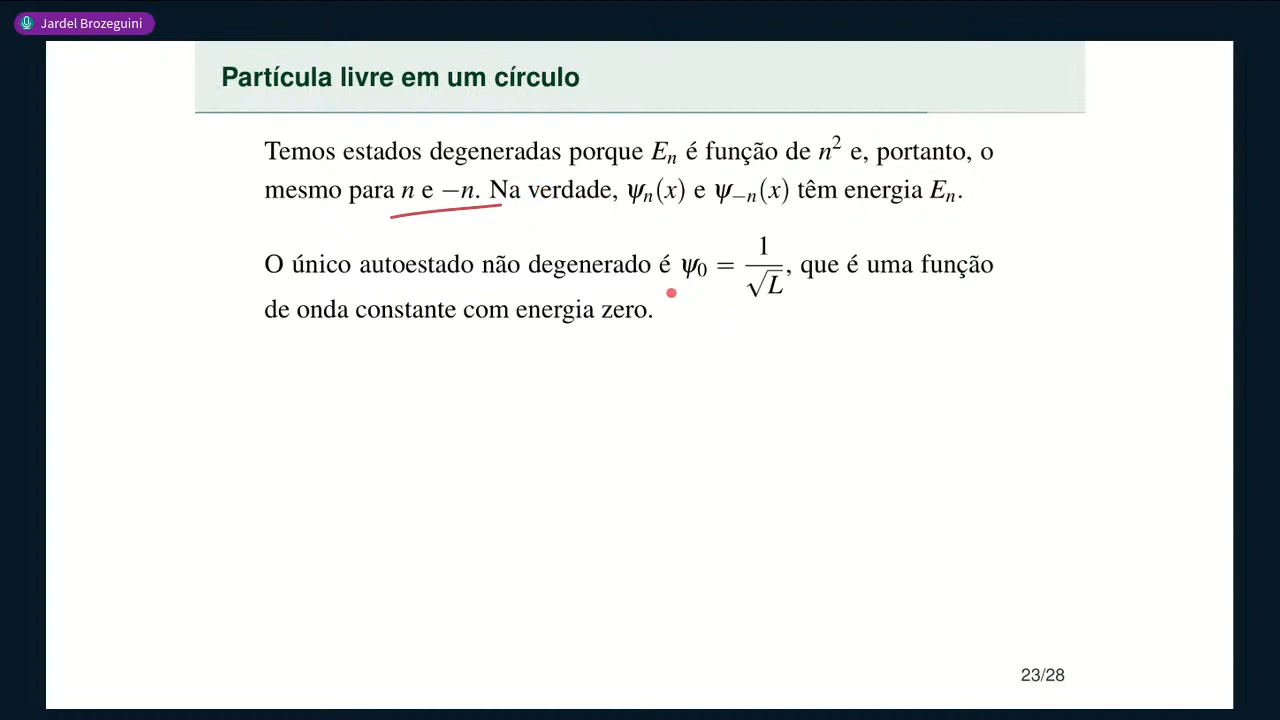 Jardel Brozeguini
Partícula livre em um círculo
Temos estados degeneradas porque Eₙ é função de n² e, portanto, o
mesmo para n e −n. Na verdade, ψₙ(x) e ψ₋ₙ(x) têm energia Eₙ.
O único autoestado não degenerado é ψ₀ = 1/√L, que é uma função
de onda constante com energia zero.
23/28